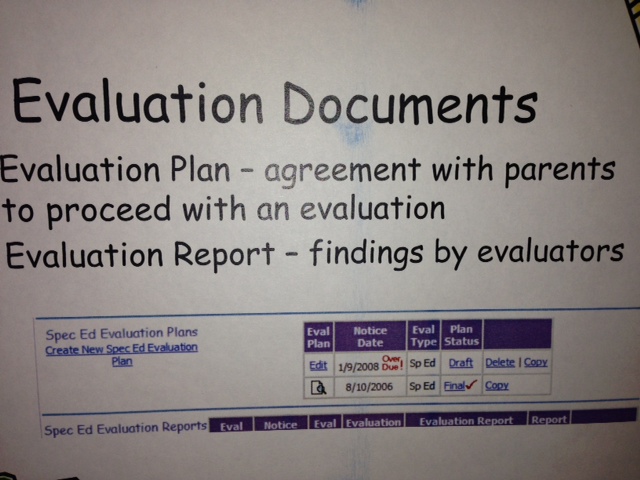 Evaluation Documents
Evaluation Plan – agreement with parents
to proceed with an evaluation
Evaluation Report – findings by evaluators
Spec Ed Evaluation Plans
Create New Spec Ed Evaluation
Plan
Eval Plan Notice Date Eval Type Plan Status
Edit 1/9/2008 Over Due! Sp Ed Draft Delete | Copy
8/10/2006 Sp Ed Final Copy
Spec Ed Evaluation Reports Eval Notice Eval Evaluation Evaluation Report Report